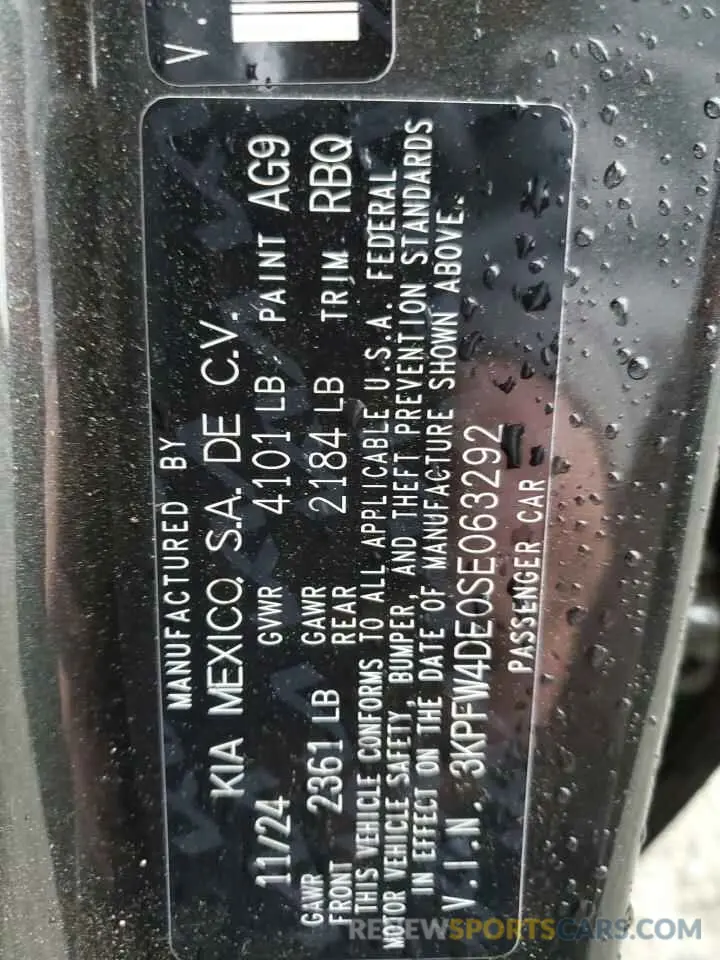 V
MANUFACTURED BY
KIA MEXICO, S.A. DE C.V.
11/24 GVWR 4101 LB PAINT AG9
GAWR FRONT 2361 LB GAWR REAR 2184 LB TRIM RBQ
THIS VEHICLE CONFORMS TO ALL APPLICABLE U.S.A. FEDERAL
MOTOR VEHICLE SAFETY, BUMPER, AND THEFT PREVENTION STANDARDS
IN EFFECT ON THE DATE OF MANUFACTURE SHOWN ABOVE.
V.I.N. 3KPFW4DE0SE063292
PASSENGER CAR
REVIEWSPORTSCARS.COM